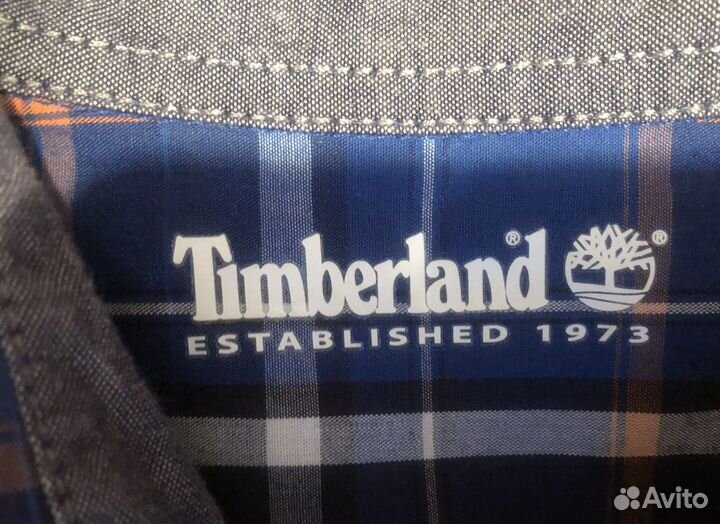 Timberland® ®
ESTABLISHED 1973
Avito